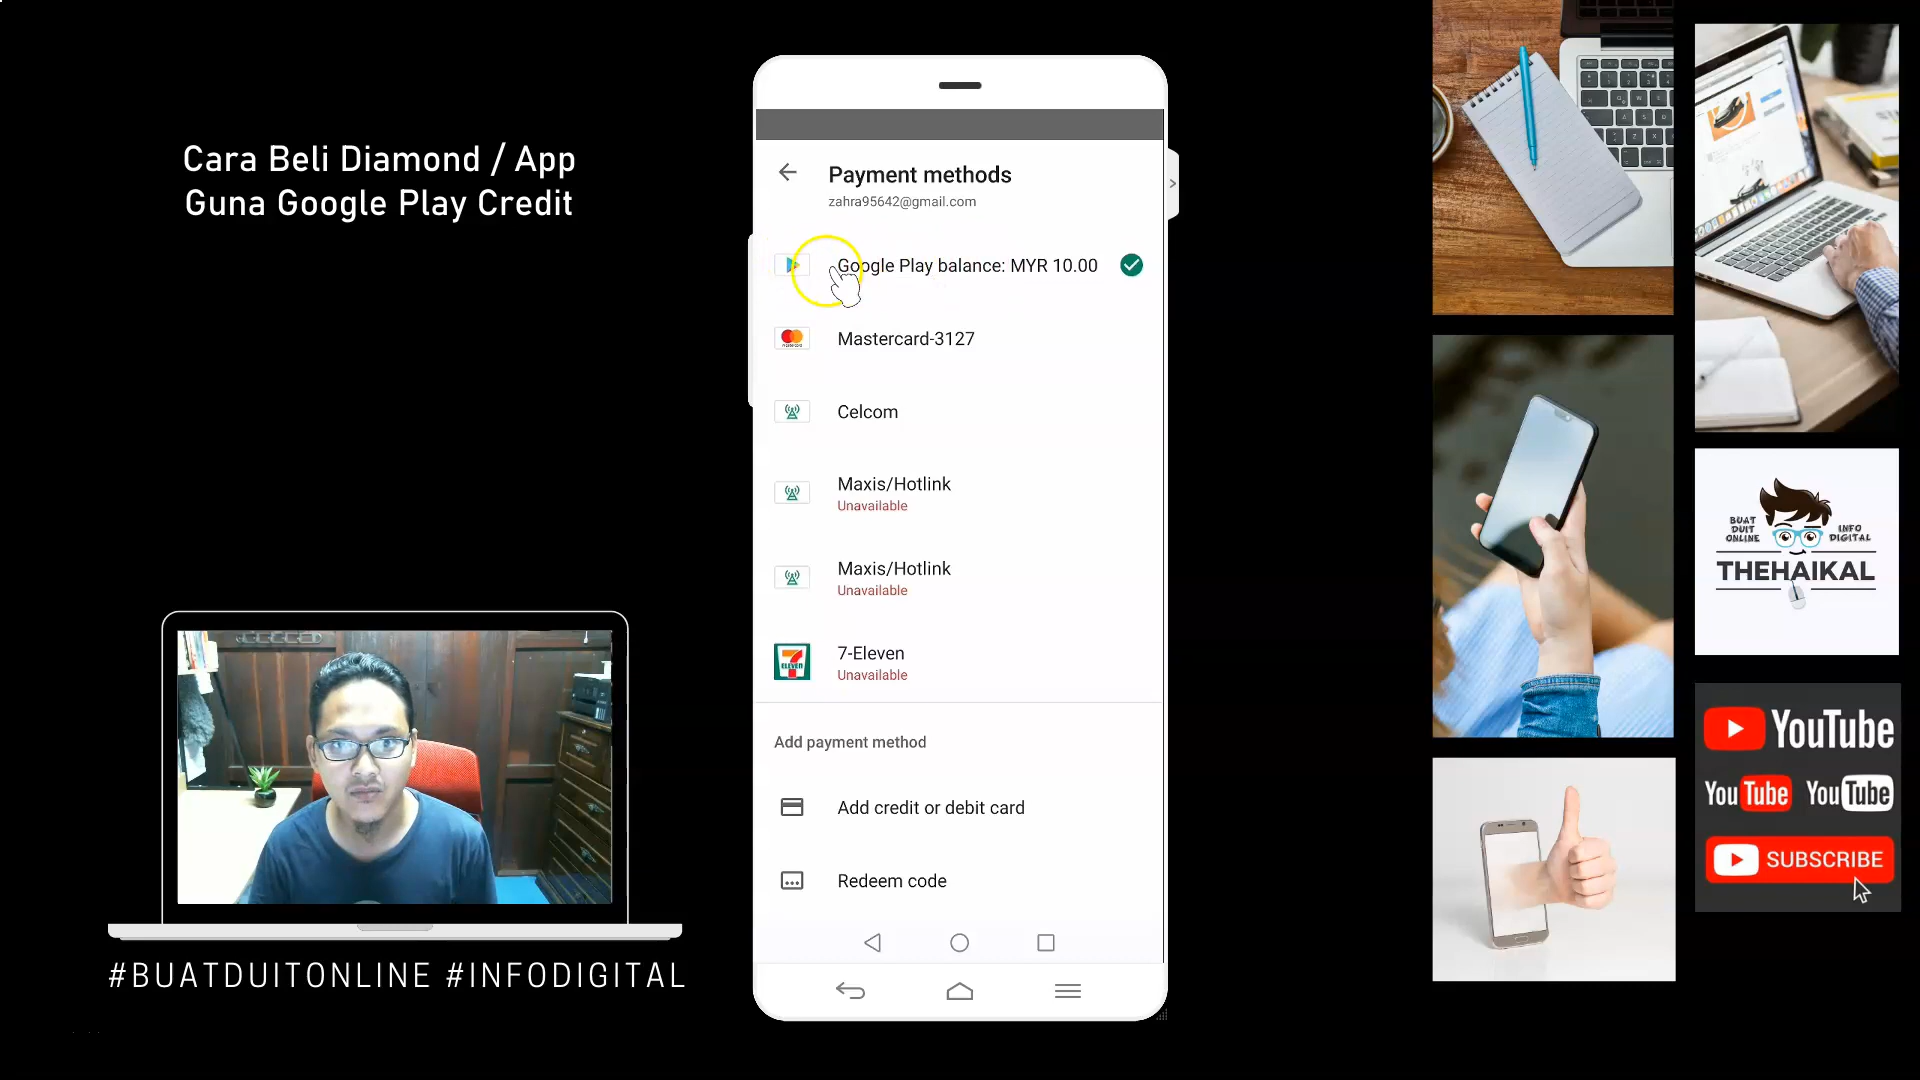 Cara Beli Diamond / App
Guna Google Play Credit
Payment methods
zahra95642@gmail.com
Google Play balance: MYR 10.00
Mastercard-3127
Celcom
Maxis/Hotlink
Unavailable
Maxis/Hotlink
Unavailable
7-Eleven
Unavailable
Add payment method
Add credit or debit card
Redeem code
#BUATDUITONLINE #INFODIGITAL
BUAT
DUIT
ONLINE
INFO
DIGITAL
THEHAIKAL
YouTube
YouTube YouTube
SUBSCRIBE
7
ELEVEN